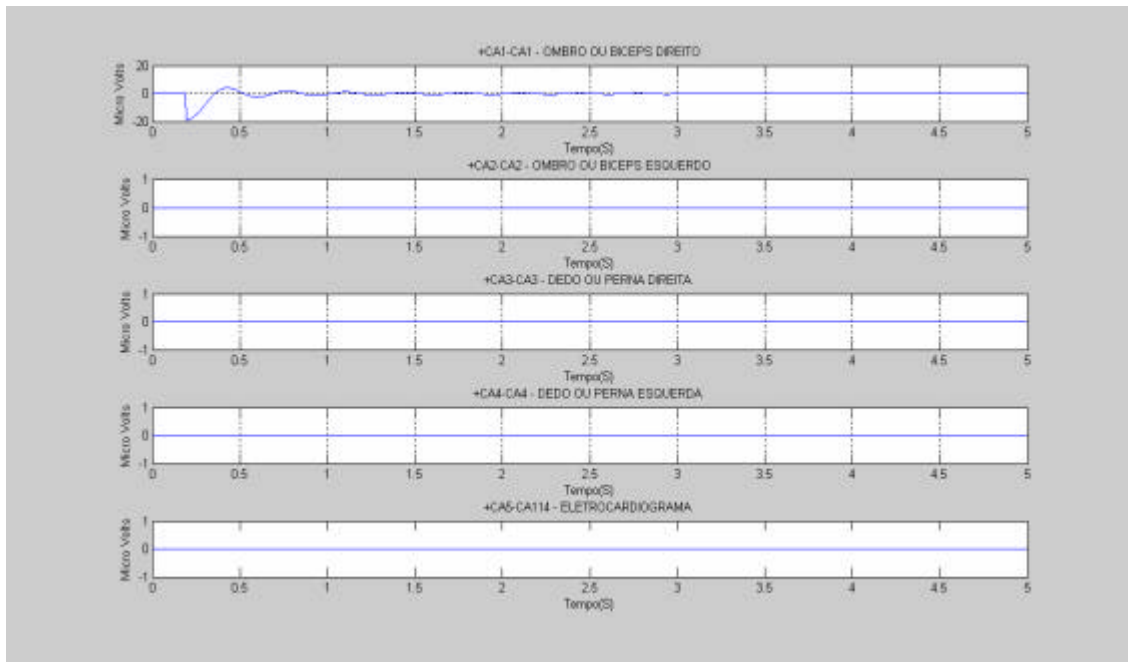 +CA1-CA1 - OMBRO OU BICEPS DIREITO
Micro Volts
20
0
-20
0 0.5 1 1.5 2 2.5 3 3.5 4 4.5 5
Tempo(S)
+CA2-CA2 - OMBRO OU BICEPS ESQUERDO
Micro Volts
1
0
-1
0 0.5 1 1.5 2 2.5 3 3.5 4 4.5 5
Tempo(S)
+CA3-CA3 - DEDO OU PERNA DIREITA
Micro Volts
1
0
-1
0 0.5 1 1.5 2 2.5 3 3.5 4 4.5 5
Tempo(S)
+CA4-CA4 - DEDO OU PERNA ESQUERDA
Micro Volts
1
0
-1
0 0.5 1 1.5 2 2.5 3 3.5 4 4.5 5
Tempo(S)
+CA5-CA114 - ELETROCARDIOGRAMA
Micro Volts
1
0
-1
0 0.5 1 1.5 2 2.5 3 3.5 4 4.5 5
Tempo(S)